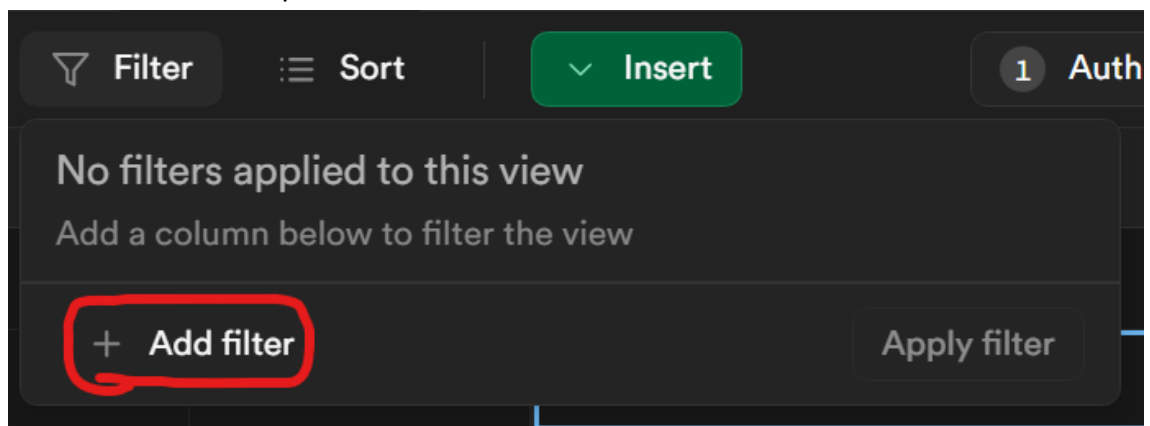 Filter Sort Insert 1 Auth
No filters applied to this view
Add a column below to filter the view
+ Add filter Apply filter